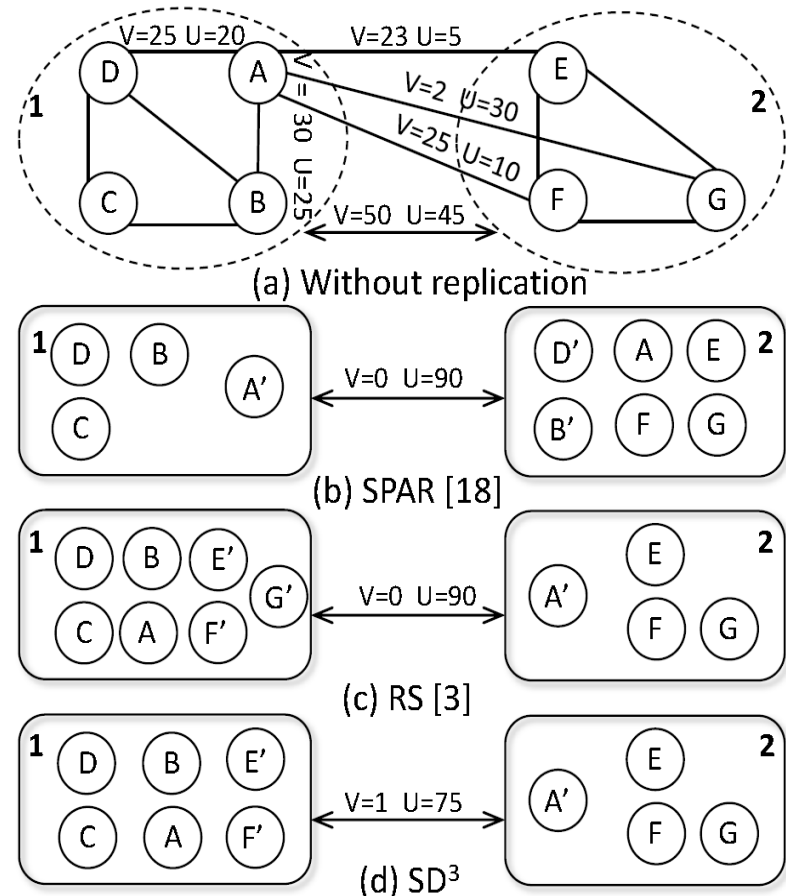 V=25 U=20
V=23 U=5
D
A
E
1
V = 30 U=25
V=2 U=30
2
V=25 U=10
C
B
F
G
V=50 U=45
(a) Without replication
1
D
B
A'
C
V=0 U=90
D'
A
E
2
B'
F
G
(b) SPAR [18]
1
D
B
E'
G'
C
A
F'
V=0 U=90
E
2
A'
F
G
(c) RS [3]
1
D
B
E'
C
A
F'
V=1 U=75
E
2
A'
F
G
(d) SD³